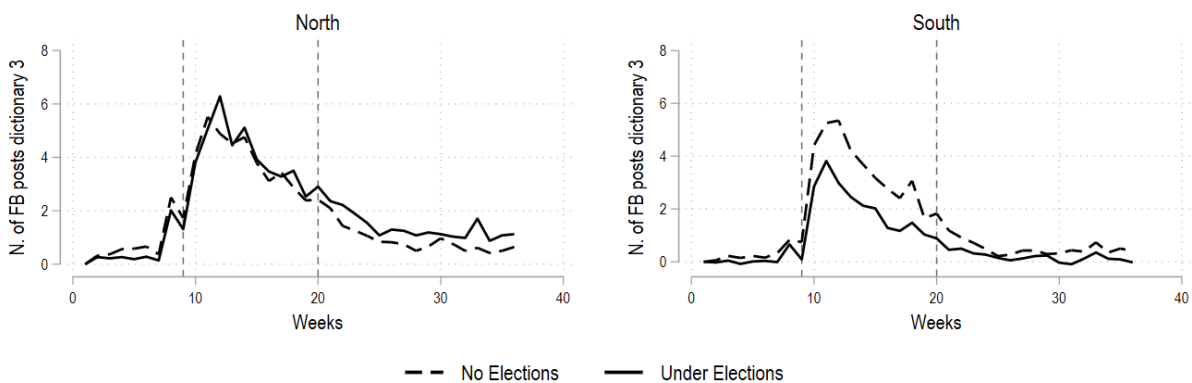 North
N. of FB posts dictionary 3
8
6
4
2
0
0 10 20 30 40
Weeks
South
N. of FB posts dictionary 3
8
6
4
2
0
0 10 20 30 40
Weeks
No Elections Under Elections